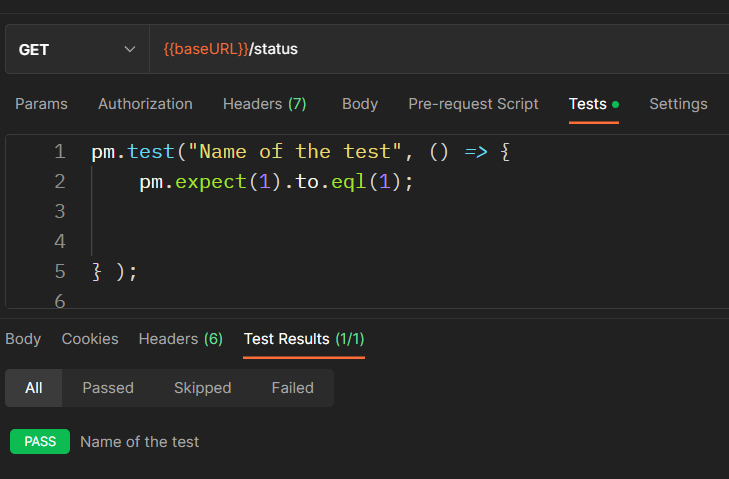 GET {{baseURL}}/status
Params Authorization Headers (7) Body Pre-request Script Tests Settings
1 pm.test("Name of the test", () => {
2 pm.expect(1).to.eql(1);
3
4
5 } );
6
Body Cookies Headers (6) Test Results (1/1)
All Passed Skipped Failed
PASS Name of the test